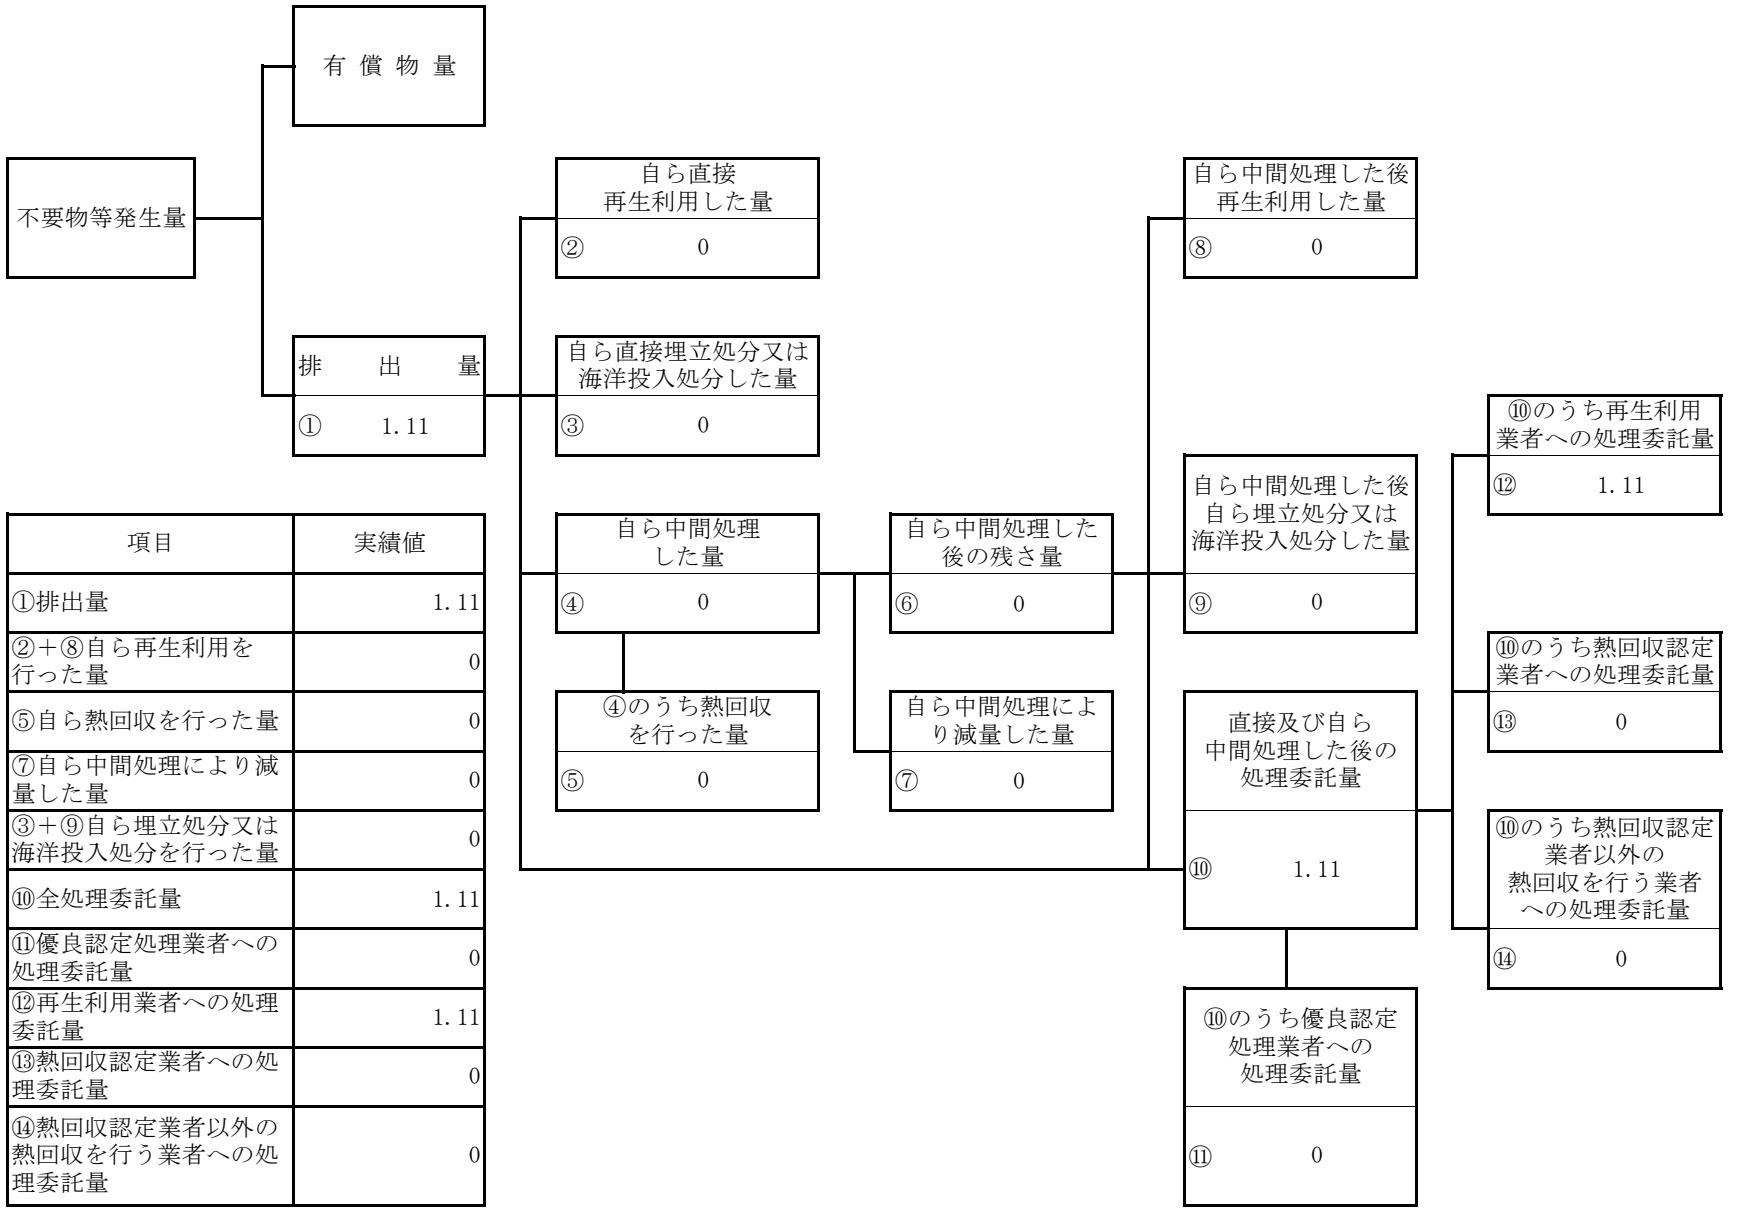 有償物量
不要物等発生量
自ら直接
再生利用した量
② 0
自ら中間処理した後
再生利用した量
⑧ 0
排出量
① 1.11
自ら直接埋立処分又は
海洋投入処分した量
③ 0
⑩のうち再生利用
業者への処理委託量
⑫ 1.11
自ら中間処理した後
自ら埋立処分又は
海洋投入処分した量
⑨ 0
自ら中間処理
した量
④ 0
自ら中間処理した
後の残さ量
⑥ 0
⑩のうち熱回収認定
業者への処理委託量
⑬ 0
④のうち熱回収
を行った量
⑤ 0
自ら中間処理によ
り減量した量
⑦ 0
直接及び自ら
中間処理した後の
処理委託量
⑩ 1.11
⑩のうち熱回収認定
業者以外の
熱回収を行う業者
への処理委託量
⑭ 0
⑩のうち優良認定
処理業者への
処理委託量
⑪ 0
項目 実績値
①排出量 1.11
②＋⑧自ら再生利用を
行った量 0
⑤自ら熱回収を行った量 0
⑦自ら中間処理により減
量した量 0
③＋⑨自ら埋立処分又は
海洋投入処分を行った量 0
⑩全処理委託量 1.11
⑪優良認定処理業者への
処理委託量 0
⑫再生利用業者への処理
委託量 1.11
⑬熱回収認定業者への処
理委託量 0
⑭熱回収認定業者以外の
熱回収を行う業者への処
理委託量 0